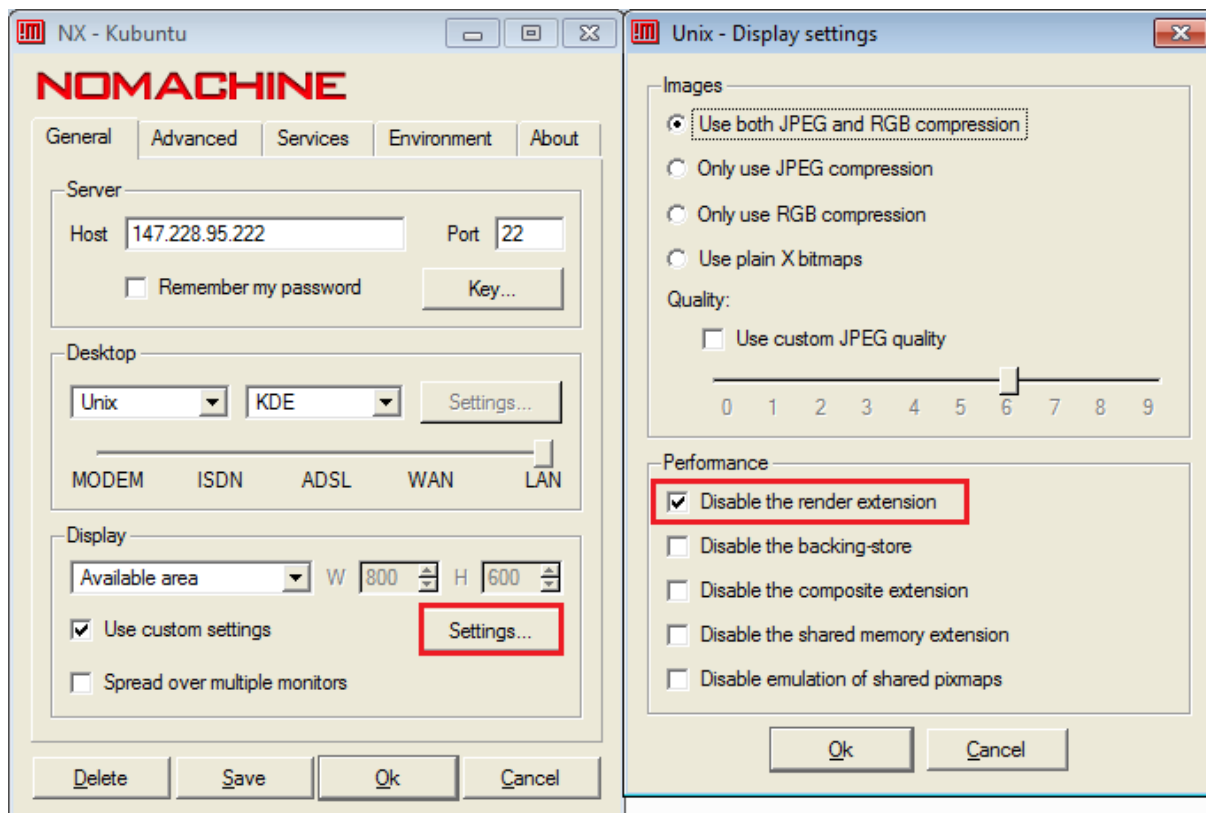 NX - Kubuntu
NOMACHINE
General Advanced Services Environment About
Server
Host 147.228.95.222 Port 22
Remember my password Key...
Desktop
Unix KDE Settings...
MODEM ISDN ADSL WAN LAN
Display
Available area W 800 H 600
Use custom settings Settings...
Spread over multiple monitors
Delete Save Ok Cancel
Unix - Display settings
Images
Use both JPEG and RGB compression
Only use JPEG compression
Only use RGB compression
Use plain X bitmaps
Quality:
Use custom JPEG quality
0 1 2 3 4 5 6 7 8 9
Performance
Disable the render extension
Disable the backing-store
Disable the composite extension
Disable the shared memory extension
Disable emulation of shared pixmaps
Ok Cancel